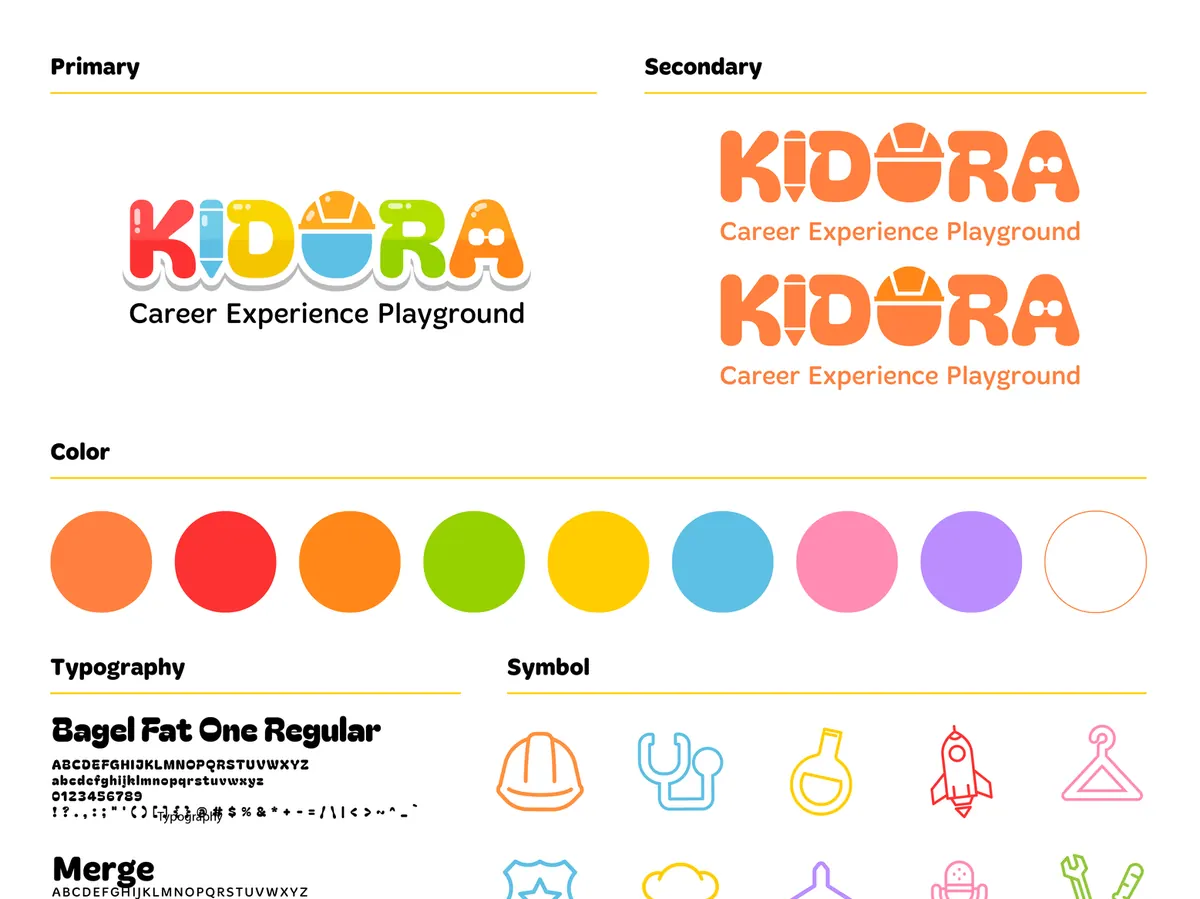 Primary
Secondary
KiDORA
Career Experience Playground
KiDORA
Career Experience Playground
KiDORA
Career Experience Playground
Color
Typography
Symbol
Bagel Fat One Regular
ABCDEFGHIJKLMNOPQRSTUVWXYZ
abcdefghijklmnopqrstuvwxyz
0123456789
! ? . , : ; " ' ( ) [ ] { } @ # $ % & * + - = / \ | < > ~ ^ _ `
Typography
Merge
ABCDEFGHIJKLMNOPQRSTUVWXYZ